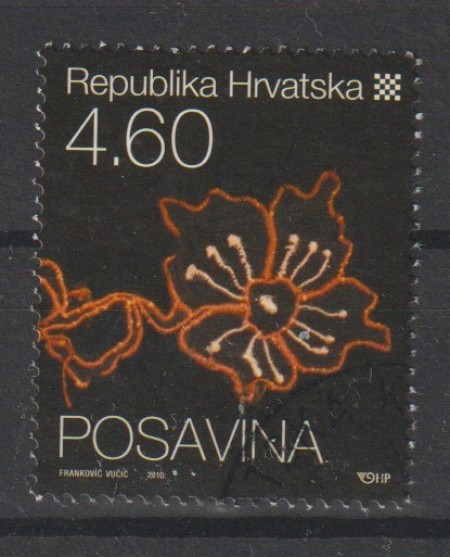 Republika Hrvatska
4.60
POSAVINA
FRANKOVIĆ VUČIĆ 2010. HP